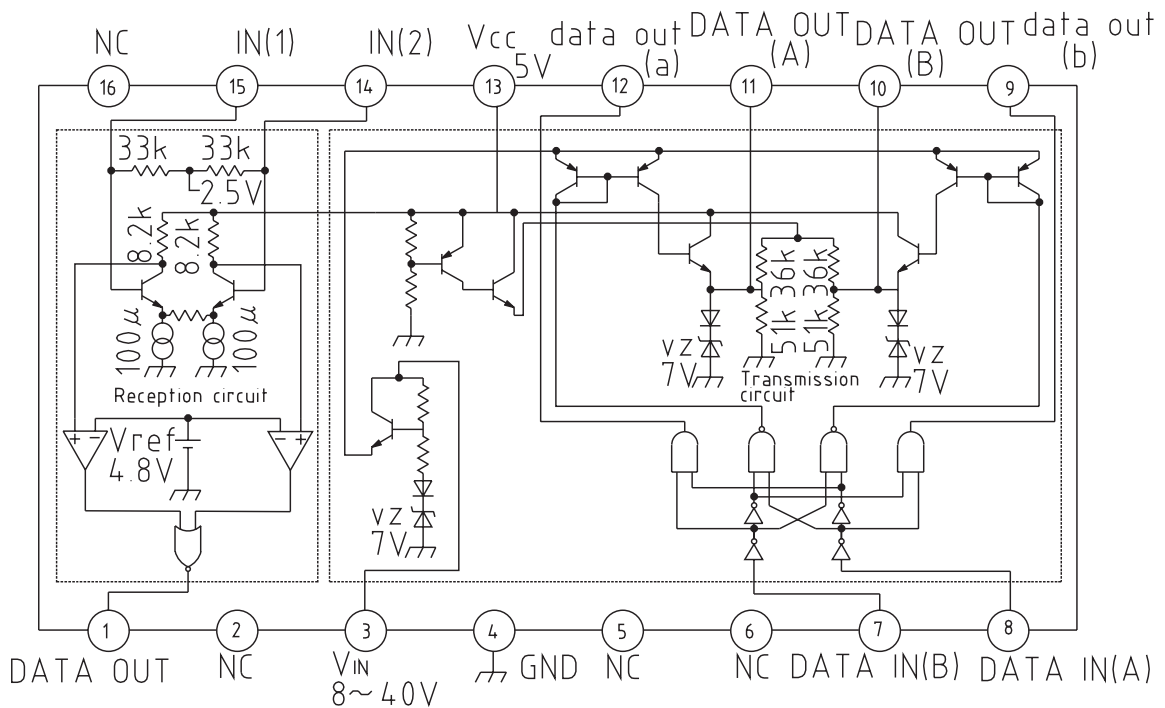 NC
IN(1)
IN(2)
Vcc
5V
data out
(a)
DATA OUT
(A)
DATA OUT
(B)
data out
(b)
16
15
14
13
12
11
10
9
33k
33k
2.5V
8.2k
8.2k
100μ
100μ
36k
36k
51k
51k
VZ
7V
VZ
7V
Transmission
circuit
Reception circuit
+
−
−
+
Vref
4.8V
VZ
7V
1
2
3
4
5
6
7
8
DATA OUT
NC
VIN
8～40V
GND
NC
NC
DATA IN(B)
DATA IN(A)